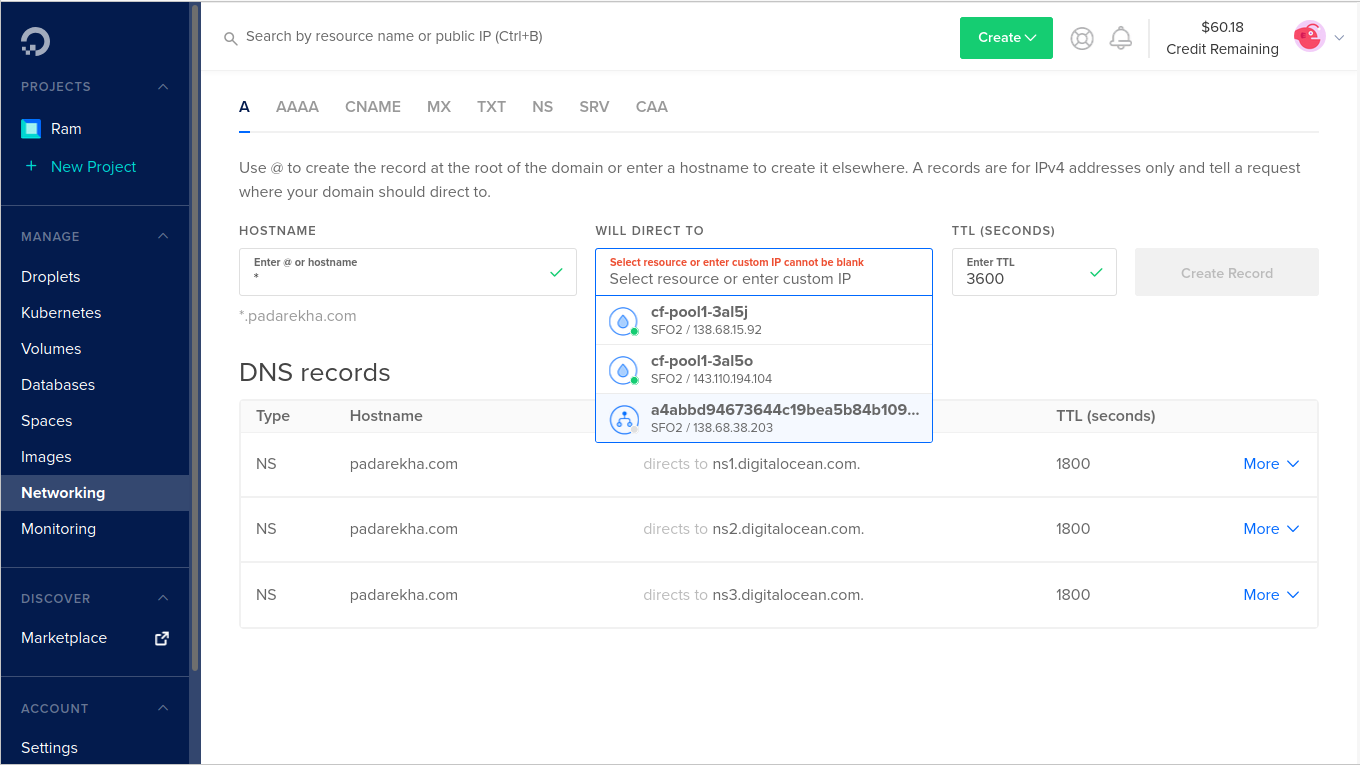 Search by resource name or public IP (Ctrl+B)
Create
$60.18
Credit Remaining
PROJECTS
Ram
+ New Project
MANAGE
Droplets
Kubernetes
Volumes
Databases
Spaces
Images
Networking
Monitoring
DISCOVER
Marketplace
ACCOUNT
Settings
A AAAA CNAME MX TXT NS SRV CAA
Use @ to create the record at the root of the domain or enter a hostname to create it elsewhere. A records are for IPv4 addresses only and tell a request
where your domain should direct to.
HOSTNAME
Enter @ or hostname
*
*.padarekha.com
WILL DIRECT TO
Select resource or enter custom IP cannot be blank
Select resource or enter custom IP
cf-pool1-3al5j
SFO2 / 138.68.15.92
cf-pool1-3al5o
SFO2 / 143.110.194.104
a4abbd94673644c19bea5b84b109...
SFO2 / 138.68.38.203
TTL (SECONDS)
Enter TTL
3600
Create Record
DNS records
Type Hostname TTL (seconds)
NS padarekha.com directs to ns1.digitalocean.com. 1800 More
NS padarekha.com directs to ns2.digitalocean.com. 1800 More
NS padarekha.com directs to ns3.digitalocean.com. 1800 More